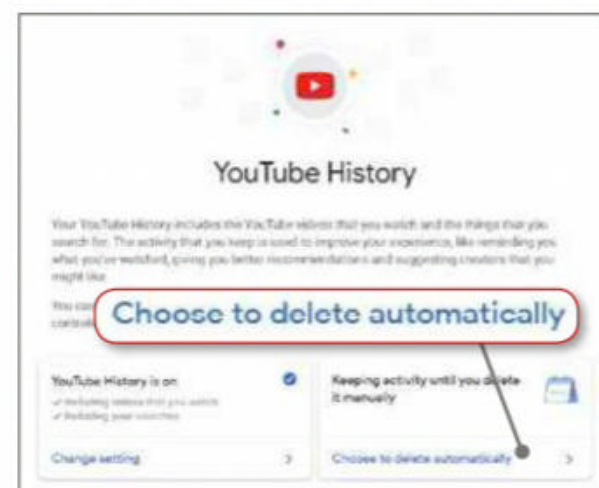 YouTube History
Your YouTube History includes the YouTube videos that you watch and the things that you
search for. The activity that you keep is used to improve your experience, like reminding you
what you've watched, giving you better recommendations and suggesting creators that you
might like
You can
Choose to delete automatically
YouTube History is on
✓ Including videos that you watch
✓ Including your searches
Change setting
Keeping activity until you delete
it manually
Choose to delete automatically